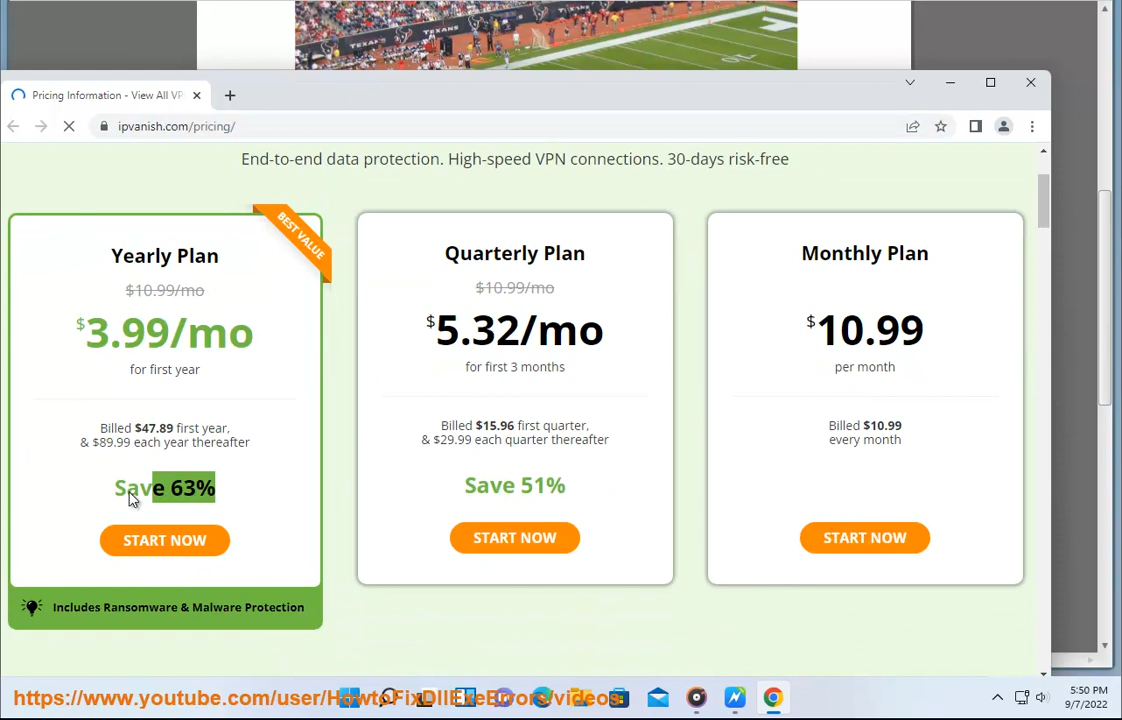 TEXANS
TEXANS
Pricing Information - View All VP
ipvanish.com/pricing/
End-to-end data protection. High-speed VPN connections. 30-days risk-free
BEST VALUE
Yearly Plan
$10.99/mo
$3.99/mo
for first year
Billed $47.89 first year,
& $89.99 each year thereafter
Save 63%
START NOW
Includes Ransomware & Malware Protection
Quarterly Plan
$10.99/mo
$5.32/mo
for first 3 months
Billed $15.96 first quarter,
& $29.99 each quarter thereafter
Save 51%
START NOW
Monthly Plan
$10.99
per month
Billed $10.99
every month
START NOW
https://www.youtube.com/user/HowtoFixDllExeErrors/videos
5:50 PM
9/7/2022